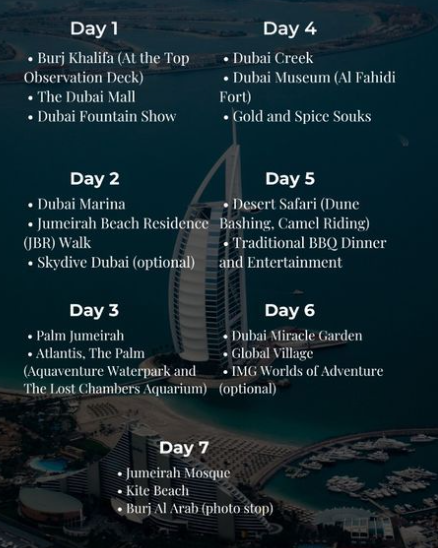 Day 1
• Burj Khalifa (At the Top
Observation Deck)
• The Dubai Mall
• Dubai Fountain Show
Day 4
• Dubai Creek
• Dubai Museum (Al Fahidi
Fort)
• Gold and Spice Souks
Day 2
• Dubai Marina
• Jumeirah Beach Residence
(JBR) Walk
• Skydive Dubai (optional)
Day 5
• Desert Safari (Dune
Bashing, Camel Riding)
• Traditional BBQ Dinner
and Entertainment
Day 3
• Palm Jumeirah
• Atlantis, The Palm
(Aquaventure Waterpark and
The Lost Chambers Aquarium)
Day 6
• Dubai Miracle Garden
• Global Village
• IMG Worlds of Adventure
(optional)
Day 7
• Jumeirah Mosque
• Kite Beach
• Burj Al Arab (photo stop)